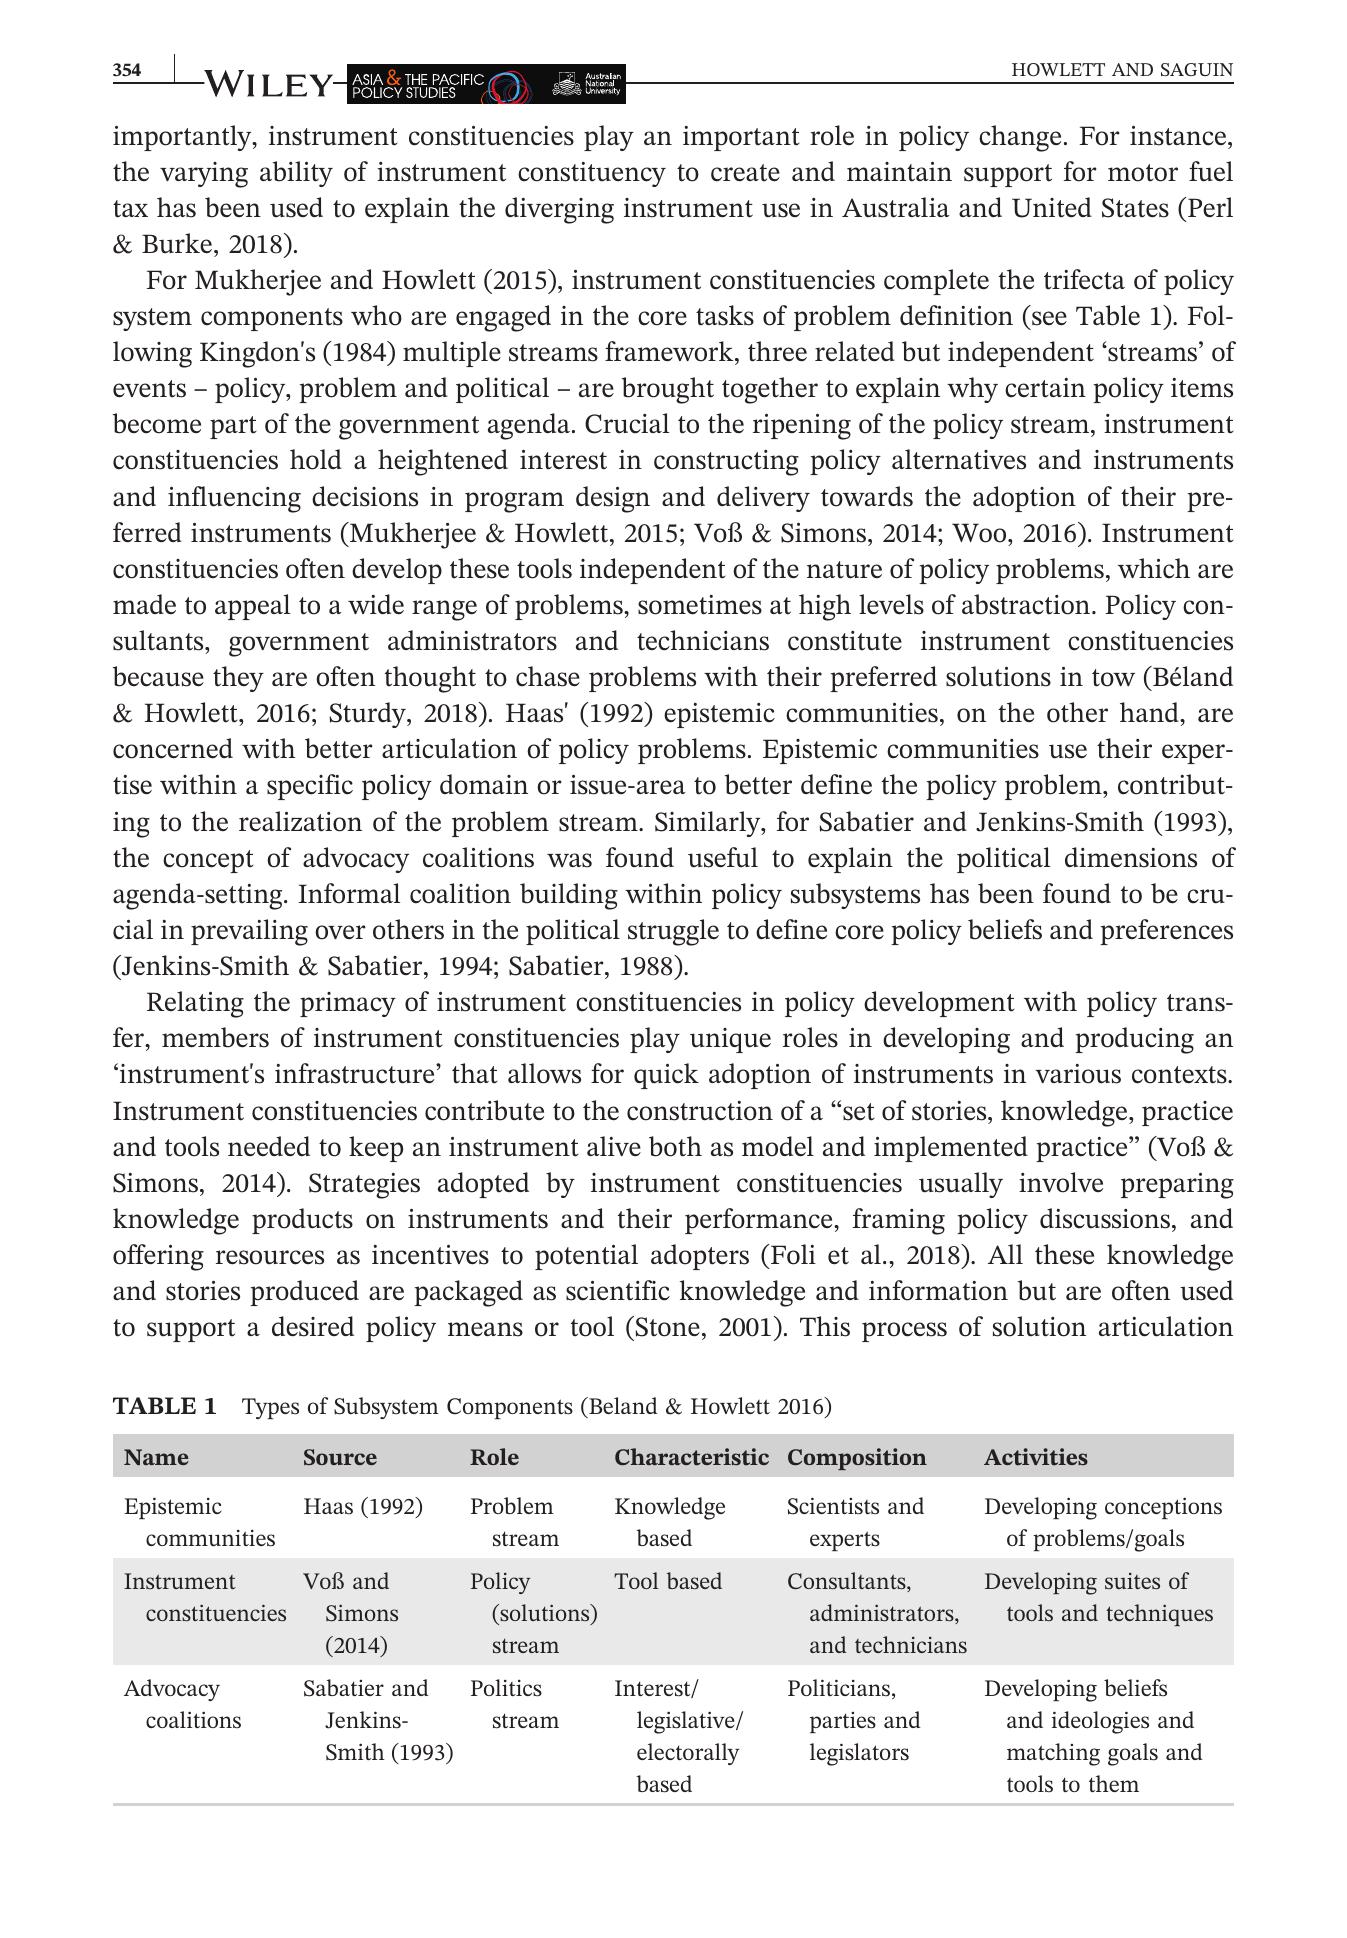 354
WILEY
ASIA & THE PACIFIC
POLICY STUDIES
Australian
National
University
HOWLETT AND SAGUIN
importantly, instrument constituencies play an important role in policy change. For instance,
the varying ability of instrument constituency to create and maintain support for motor fuel
tax has been used to explain the diverging instrument use in Australia and United States (Perl
& Burke, 2018).
For Mukherjee and Howlett (2015), instrument constituencies complete the trifecta of policy
system components who are engaged in the core tasks of problem definition (see Table 1). Fol-
lowing Kingdon's (1984) multiple streams framework, three related but independent ‘streams’ of
events – policy, problem and political – are brought together to explain why certain policy items
become part of the government agenda. Crucial to the ripening of the policy stream, instrument
constituencies hold a heightened interest in constructing policy alternatives and instruments
and influencing decisions in program design and delivery towards the adoption of their pre-
ferred instruments (Mukherjee & Howlett, 2015; Voß & Simons, 2014; Woo, 2016). Instrument
constituencies often develop these tools independent of the nature of policy problems, which are
made to appeal to a wide range of problems, sometimes at high levels of abstraction. Policy con-
sultants, government administrators and technicians constitute instrument constituencies
because they are often thought to chase problems with their preferred solutions in tow (Béland
& Howlett, 2016; Sturdy, 2018). Haas' (1992) epistemic communities, on the other hand, are
concerned with better articulation of policy problems. Epistemic communities use their exper-
tise within a specific policy domain or issue-area to better define the policy problem, contribut-
ing to the realization of the problem stream. Similarly, for Sabatier and Jenkins-Smith (1993),
the concept of advocacy coalitions was found useful to explain the political dimensions of
agenda-setting. Informal coalition building within policy subsystems has been found to be cru-
cial in prevailing over others in the political struggle to define core policy beliefs and preferences
(Jenkins-Smith & Sabatier, 1994; Sabatier, 1988).
Relating the primacy of instrument constituencies in policy development with policy trans-
fer, members of instrument constituencies play unique roles in developing and producing an
‘instrument's infrastructure’ that allows for quick adoption of instruments in various contexts.
Instrument constituencies contribute to the construction of a “set of stories, knowledge, practice
and tools needed to keep an instrument alive both as model and implemented practice” (Voß &
Simons, 2014). Strategies adopted by instrument constituencies usually involve preparing
knowledge products on instruments and their performance, framing policy discussions, and
offering resources as incentives to potential adopters (Foli et al., 2018). All these knowledge
and stories produced are packaged as scientific knowledge and information but are often used
to support a desired policy means or tool (Stone, 2001). This process of solution articulation
TABLE 1 Types of Subsystem Components (Beland & Howlett 2016)
Name Source Role Characteristic Composition Activities
Epistemic Haas (1992) Problem Knowledge Scientists and Developing conceptions
communities stream based experts of problems/goals
Instrument Voß and Policy Tool based Consultants, Developing suites of
constituencies Simons (solutions) administrators, tools and techniques
(2014) stream and technicians
Advocacy Sabatier and Politics Interest/ Politicians, Developing beliefs
coalitions Jenkins- stream legislative/ parties and and ideologies and
Smith (1993) electorally legislators matching goals and
based tools to them